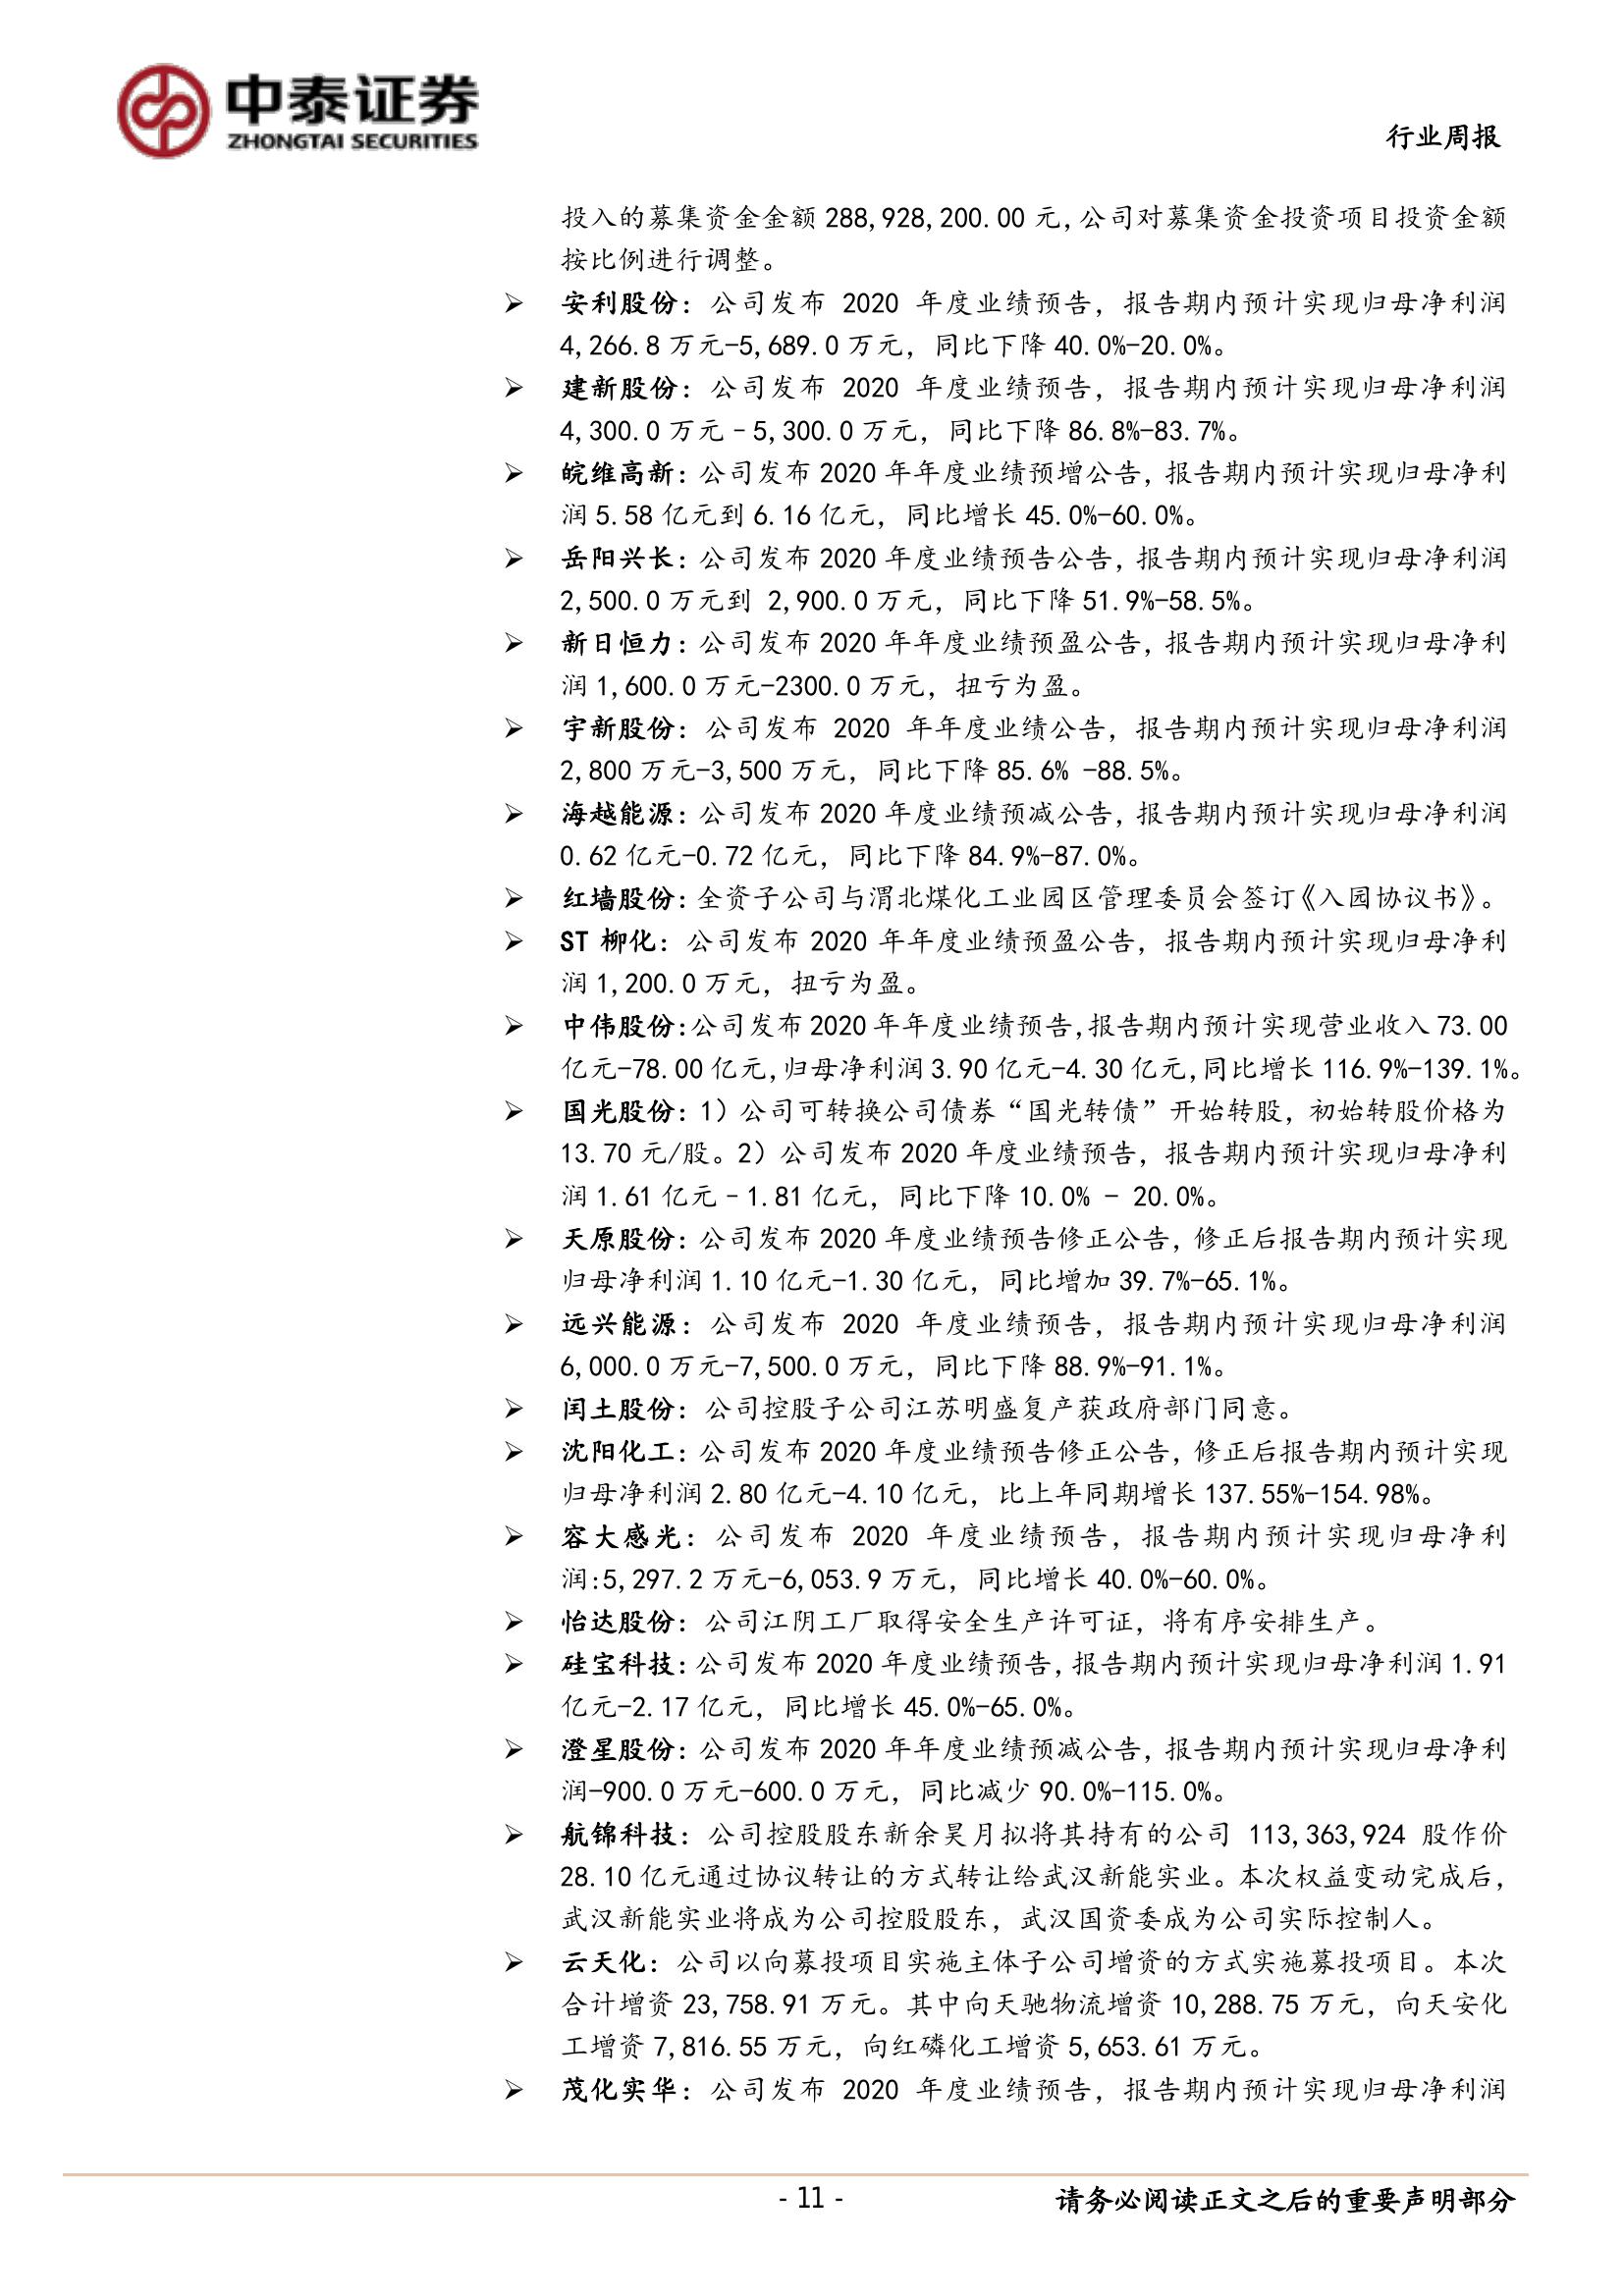 中泰证券
ZHONGTAI SECURITIES
行业周报
投入的募集资金金额 288,928,200.00 元,公司对募集资金投资项目投资金额
按比例进行调整。
➢ 安利股份：公司发布 2020 年度业绩预告，报告期内预计实现归母净利润
4,266.8 万元-5,689.0 万元，同比下降 40.0%-20.0%。
➢ 建新股份：公司发布 2020 年度业绩预告，报告期内预计实现归母净利润
4,300.0 万元–5,300.0 万元，同比下降 86.8%-83.7%。
➢ 皖维高新：公司发布 2020 年年度业绩预增公告，报告期内预计实现归母净利
润 5.58 亿元到 6.16 亿元，同比增长 45.0%-60.0%。
➢ 岳阳兴长：公司发布 2020 年度业绩预告公告，报告期内预计实现归母净利润
2,500.0 万元到 2,900.0 万元，同比下降 51.9%-58.5%。
➢ 新日恒力：公司发布 2020 年年度业绩预盈公告，报告期内预计实现归母净利
润 1,600.0 万元-2300.0 万元，扭亏为盈。
➢ 宇新股份：公司发布 2020 年年度业绩公告，报告期内预计实现归母净利润
2,800 万元-3,500 万元，同比下降 85.6% -88.5%。
➢ 海越能源：公司发布 2020 年度业绩预减公告，报告期内预计实现归母净利润
0.62 亿元-0.72 亿元，同比下降 84.9%-87.0%。
➢ 红墙股份：全资子公司与渭北煤化工业园区管理委员会签订《入园协议书》。
➢ ST 柳化：公司发布 2020 年年度业绩预盈公告，报告期内预计实现归母净利
润 1,200.0 万元，扭亏为盈。
➢ 中伟股份:公司发布 2020 年年度业绩预告,报告期内预计实现营业收入 73.00
亿元-78.00 亿元,归母净利润 3.90 亿元-4.30 亿元,同比增长 116.9%-139.1%。
➢ 国光股份：1）公司可转换公司债券“国光转债”开始转股，初始转股价格为
13.70 元/股。2）公司发布 2020 年度业绩预告，报告期内预计实现归母净利
润 1.61 亿元–1.81 亿元，同比下降 10.0% - 20.0%。
➢ 天原股份：公司发布 2020 年度业绩预告修正公告，修正后报告期内预计实现
归母净利润 1.10 亿元-1.30 亿元，同比增加 39.7%-65.1%。
➢ 远兴能源：公司发布 2020 年度业绩预告，报告期内预计实现归母净利润
6,000.0 万元-7,500.0 万元，同比下降 88.9%-91.1%。
➢ 闰土股份：公司控股子公司江苏明盛复产获政府部门同意。
➢ 沈阳化工：公司发布 2020 年度业绩预告修正公告，修正后报告期内预计实现
归母净利润 2.80 亿元-4.10 亿元，比上年同期增长 137.55%-154.98%。
➢ 容大感光：公司发布 2020 年度业绩预告，报告期内预计实现归母净利
润:5,297.2 万元-6,053.9 万元，同比增长 40.0%-60.0%。
➢ 怡达股份：公司江阴工厂取得安全生产许可证，将有序安排生产。
➢ 硅宝科技：公司发布 2020 年度业绩预告,报告期内预计实现归母净利润 1.91
亿元-2.17 亿元，同比增长 45.0%-65.0%。
➢ 澄星股份：公司发布 2020 年年度业绩预减公告，报告期内预计实现归母净利
润-900.0 万元-600.0 万元，同比减少 90.0%-115.0%。
➢ 航锦科技：公司控股股东新余昊月拟将其持有的公司 113,363,924 股作价
28.10 亿元通过协议转让的方式转让给武汉新能实业。本次权益变动完成后，
武汉新能实业将成为公司控股股东，武汉国资委成为公司实际控制人。
➢ 云天化：公司以向募投项目实施主体子公司增资的方式实施募投项目。本次
合计增资 23,758.91 万元。其中向天驰物流增资 10,288.75 万元，向天安化
工增资 7,816.55 万元，向红磷化工增资 5,653.61 万元。
➢ 茂化实华：公司发布 2020 年度业绩预告，报告期内预计实现归母净利润
- 11 -
请务必阅读正文之后的重要声明部分